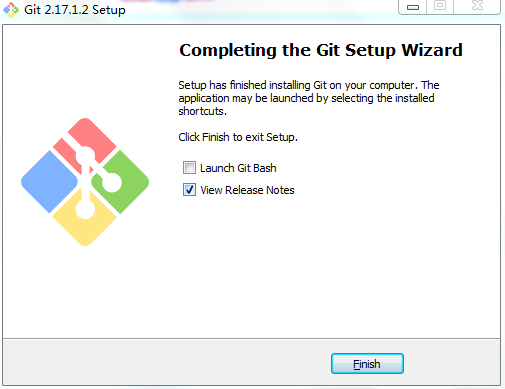 Git 2.17.1.2 Setup
Completing the Git Setup Wizard
Setup has finished installing Git on your computer. The
application may be launched by selecting the installed
shortcuts.
Click Finish to exit Setup.
Launch Git Bash
View Release Notes
Finish